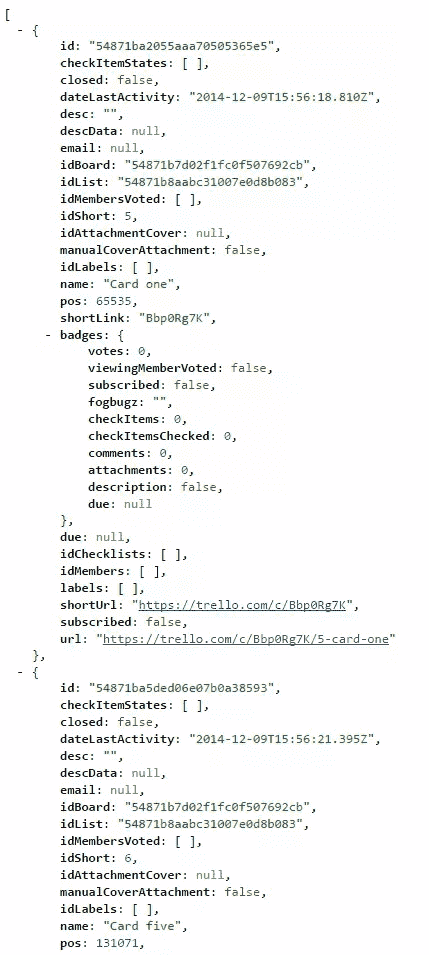 [
- {
id: "54871ba2055aaa70505365e5",
checkItemStates: [ ],
closed: false,
dateLastActivity: "2014-12-09T15:56:18.810Z",
desc: "",
descData: null,
email: null,
idBoard: "54871b7d02f1fc0f507692cb",
idList: "54871b8aabc31007e0d8b083",
idMembersVoted: [ ],
idShort: 5,
idAttachmentCover: null,
manualCoverAttachment: false,
idLabels: [ ],
name: "Card one",
pos: 65535,
shortLink: "Bbp0Rg7K",
- badges: {
votes: 0,
viewingMemberVoted: false,
subscribed: false,
fogbugz: "",
checkItems: 0,
checkItemsChecked: 0,
comments: 0,
attachments: 0,
description: false,
due: null
},
due: null,
idChecklists: [ ],
idMembers: [ ],
labels: [ ],
shortUrl: "https://trello.com/c/Bbp0Rg7K",
subscribed: false,
url: "https://trello.com/c/Bbp0Rg7K/5-card-one"
},
- {
id: "54871ba5ded06e07b0a38593",
checkItemStates: [ ],
closed: false,
dateLastActivity: "2014-12-09T15:56:21.395Z",
desc: "",
descData: null,
email: null,
idBoard: "54871b7d02f1fc0f507692cb",
idList: "54871b8aabc31007e0d8b083",
idMembersVoted: [ ],
idShort: 6,
idAttachmentCover: null,
manualCoverAttachment: false,
idLabels: [ ],
name: "Card five",
pos: 131071,